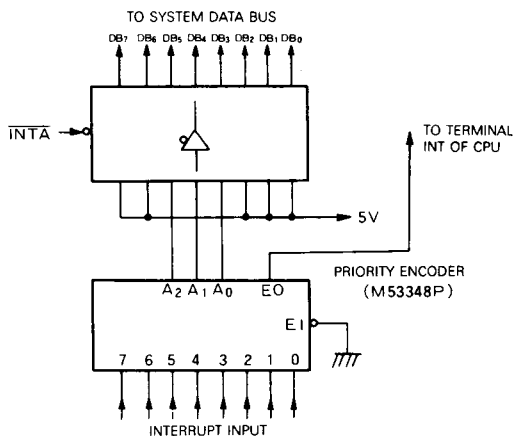 TO SYSTEM DATA BUS
DB7 DB6 DB5 DB4 DB3 DB2 DB1 DB0
INTA
TO TERMINAL
INT OF CPU
5V
PRIORITY ENCODER
(M53348P)
A2 A1 A0 EO
EI
7 6 5 4 3 2 1 0
INTERRUPT INPUT